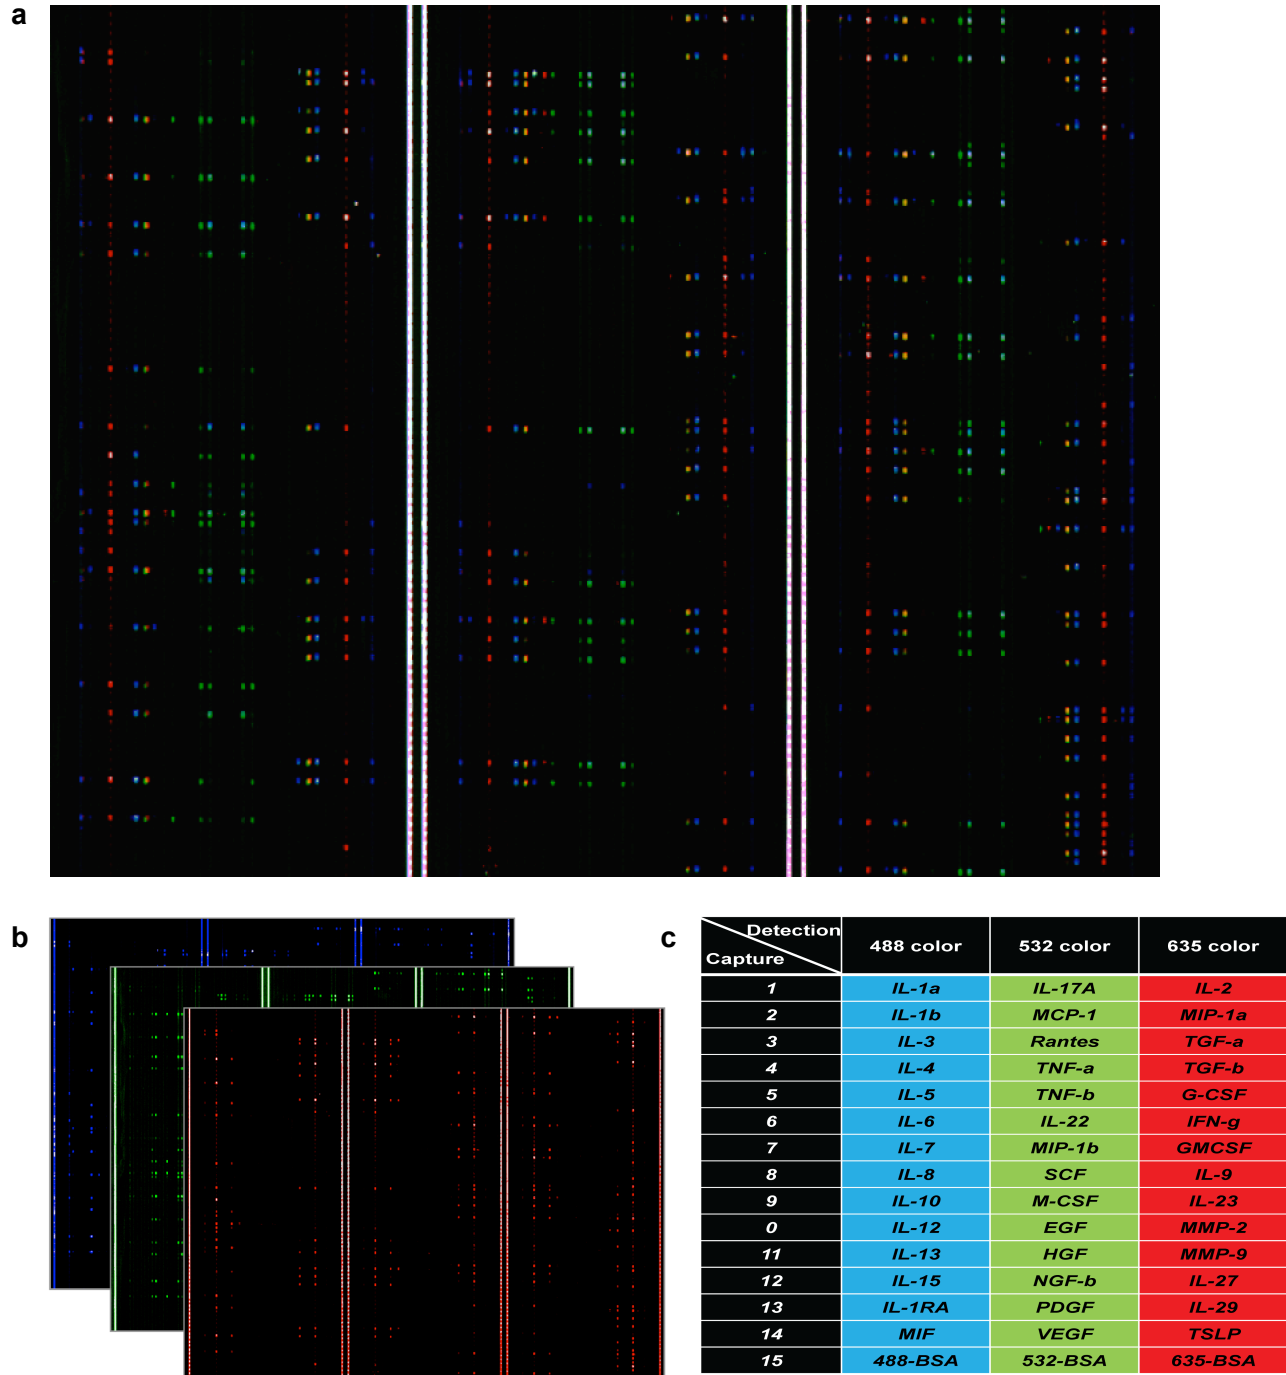 a
b
c
Detection
Capture
488 color
532 color
635 color
1 IL-1a IL-17A IL-2
2 IL-1b MCP-1 MIP-1a
3 IL-3 Rantes TGF-a
4 IL-4 TNF-a TGF-b
5 IL-5 TNF-b G-CSF
6 IL-6 IL-22 IFN-g
7 IL-7 MIP-1b GMCSF
8 IL-8 SCF IL-9
9 IL-10 M-CSF IL-23
0 IL-12 EGF MMP-2
11 IL-13 HGF MMP-9
12 IL-15 NGF-b IL-27
13 IL-1RA PDGF IL-29
14 MIF VEGF TSLP
15 488-BSA 532-BSA 635-BSA